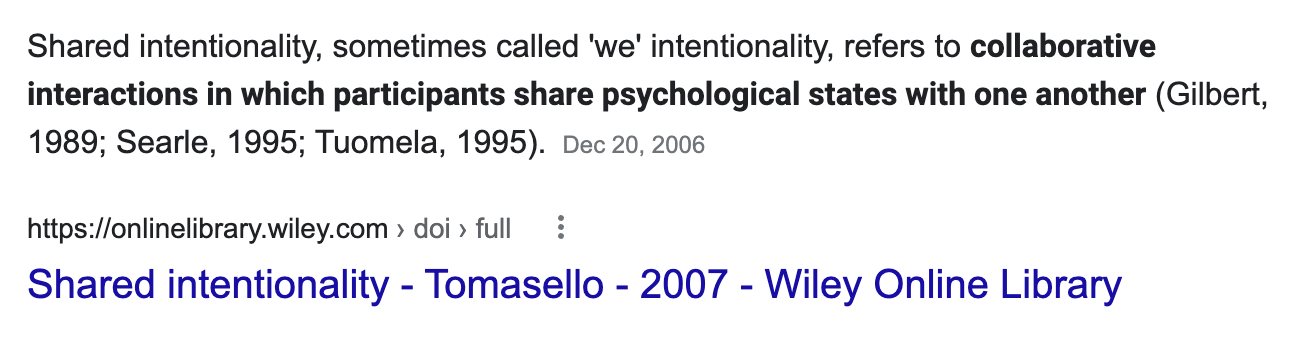 Shared intentionality, sometimes called 'we' intentionality, refers to collaborative
interactions in which participants share psychological states with one another (Gilbert,
1989; Searle, 1995; Tuomela, 1995). Dec 20, 2006
https://onlinelibrary.wiley.com › doi › full
Shared intentionality - Tomasello - 2007 - Wiley Online Library